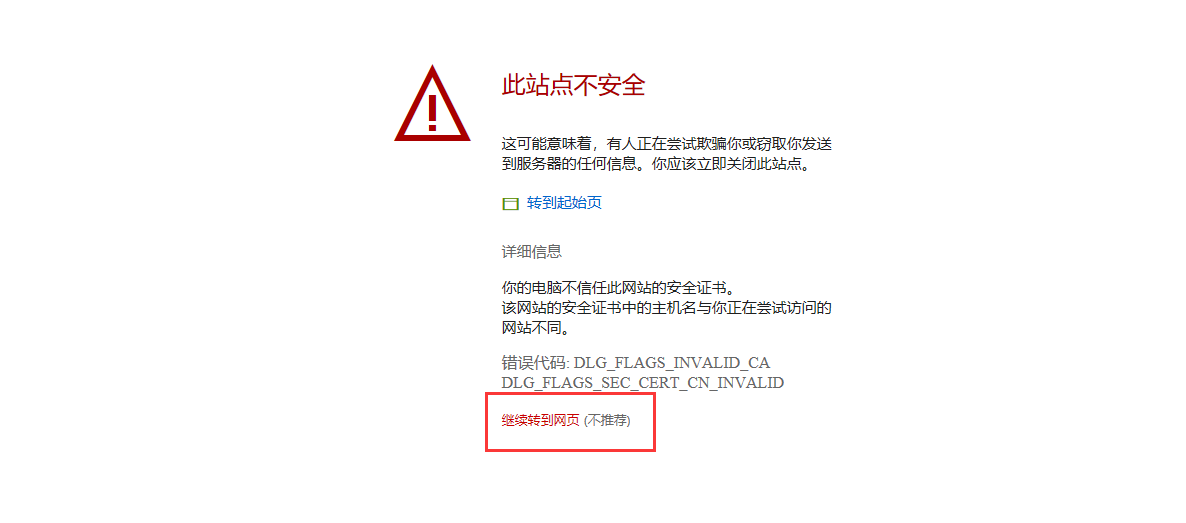 此站点不安全
这可能意味着，有人正在尝试欺骗你或窃取你发送
到服务器的任何信息。你应该立即关闭此站点。
转到起始页
详细信息
你的电脑不信任此网站的安全证书。
该网站的安全证书中的主机名与你正在尝试访问的
网站不同。
错误代码: DLG_FLAGS_INVALID_CA
DLG_FLAGS_SEC_CERT_CN_INVALID
继续转到网页 (不推荐)